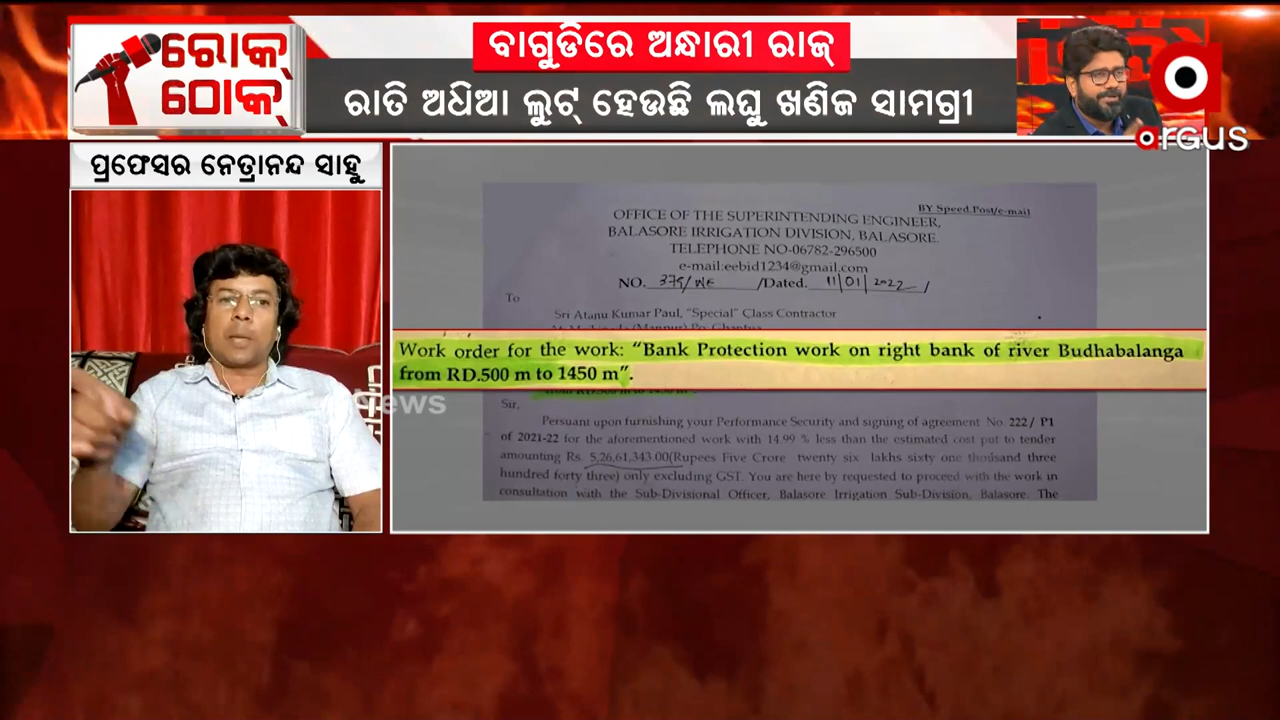 ରୋକ୍
ଠୋକ୍
ବାଗୁଡିରେ ଅନ୍ଧାରୀ ରାଜ୍
ରାତି ଅଧିଆ ଲୁଟ୍ ହେଉଛି ଲଘୁ ଖଣିଜ ସାମଗ୍ରୀ
argus
ପ୍ରଫେସର ନେତ୍ରାନନ୍ଦ ସାହୁ
BY Speed Post/e-mail
OFFICE OF THE SUPERINTENDING ENGINEER,
BALASORE IRRIGATION DIVISION, BALASORE.
TELEPHONE NO-06782-296500
e-mail:eebid1234@gmail.com
NO. 375/WE /Dated. 11/01/2022/
To
Sri Atanu Kumar Paul, "Special" Class Contractor
Work order for the work: "Bank Protection work on right bank of river Budhabalanga
from RD.500 m to 1450 m".
News
Sir,
Persuant upon furnishing your Performance Security and signing of agreement No. 222/ P1
of 2021-22 for the aforementioned work with 14.99 % less than the estimated cost put to tender
amounting Rs. 5,26,61,343.00(Rupees Five Crore twenty six lakhs sixty one thousand three
hundred forty three) only excluding GST. You are here by requested to proceed with the work in
consultation with the Sub-Divisional Officer, Balasore Irrigation Sub-Division, Balasore. The